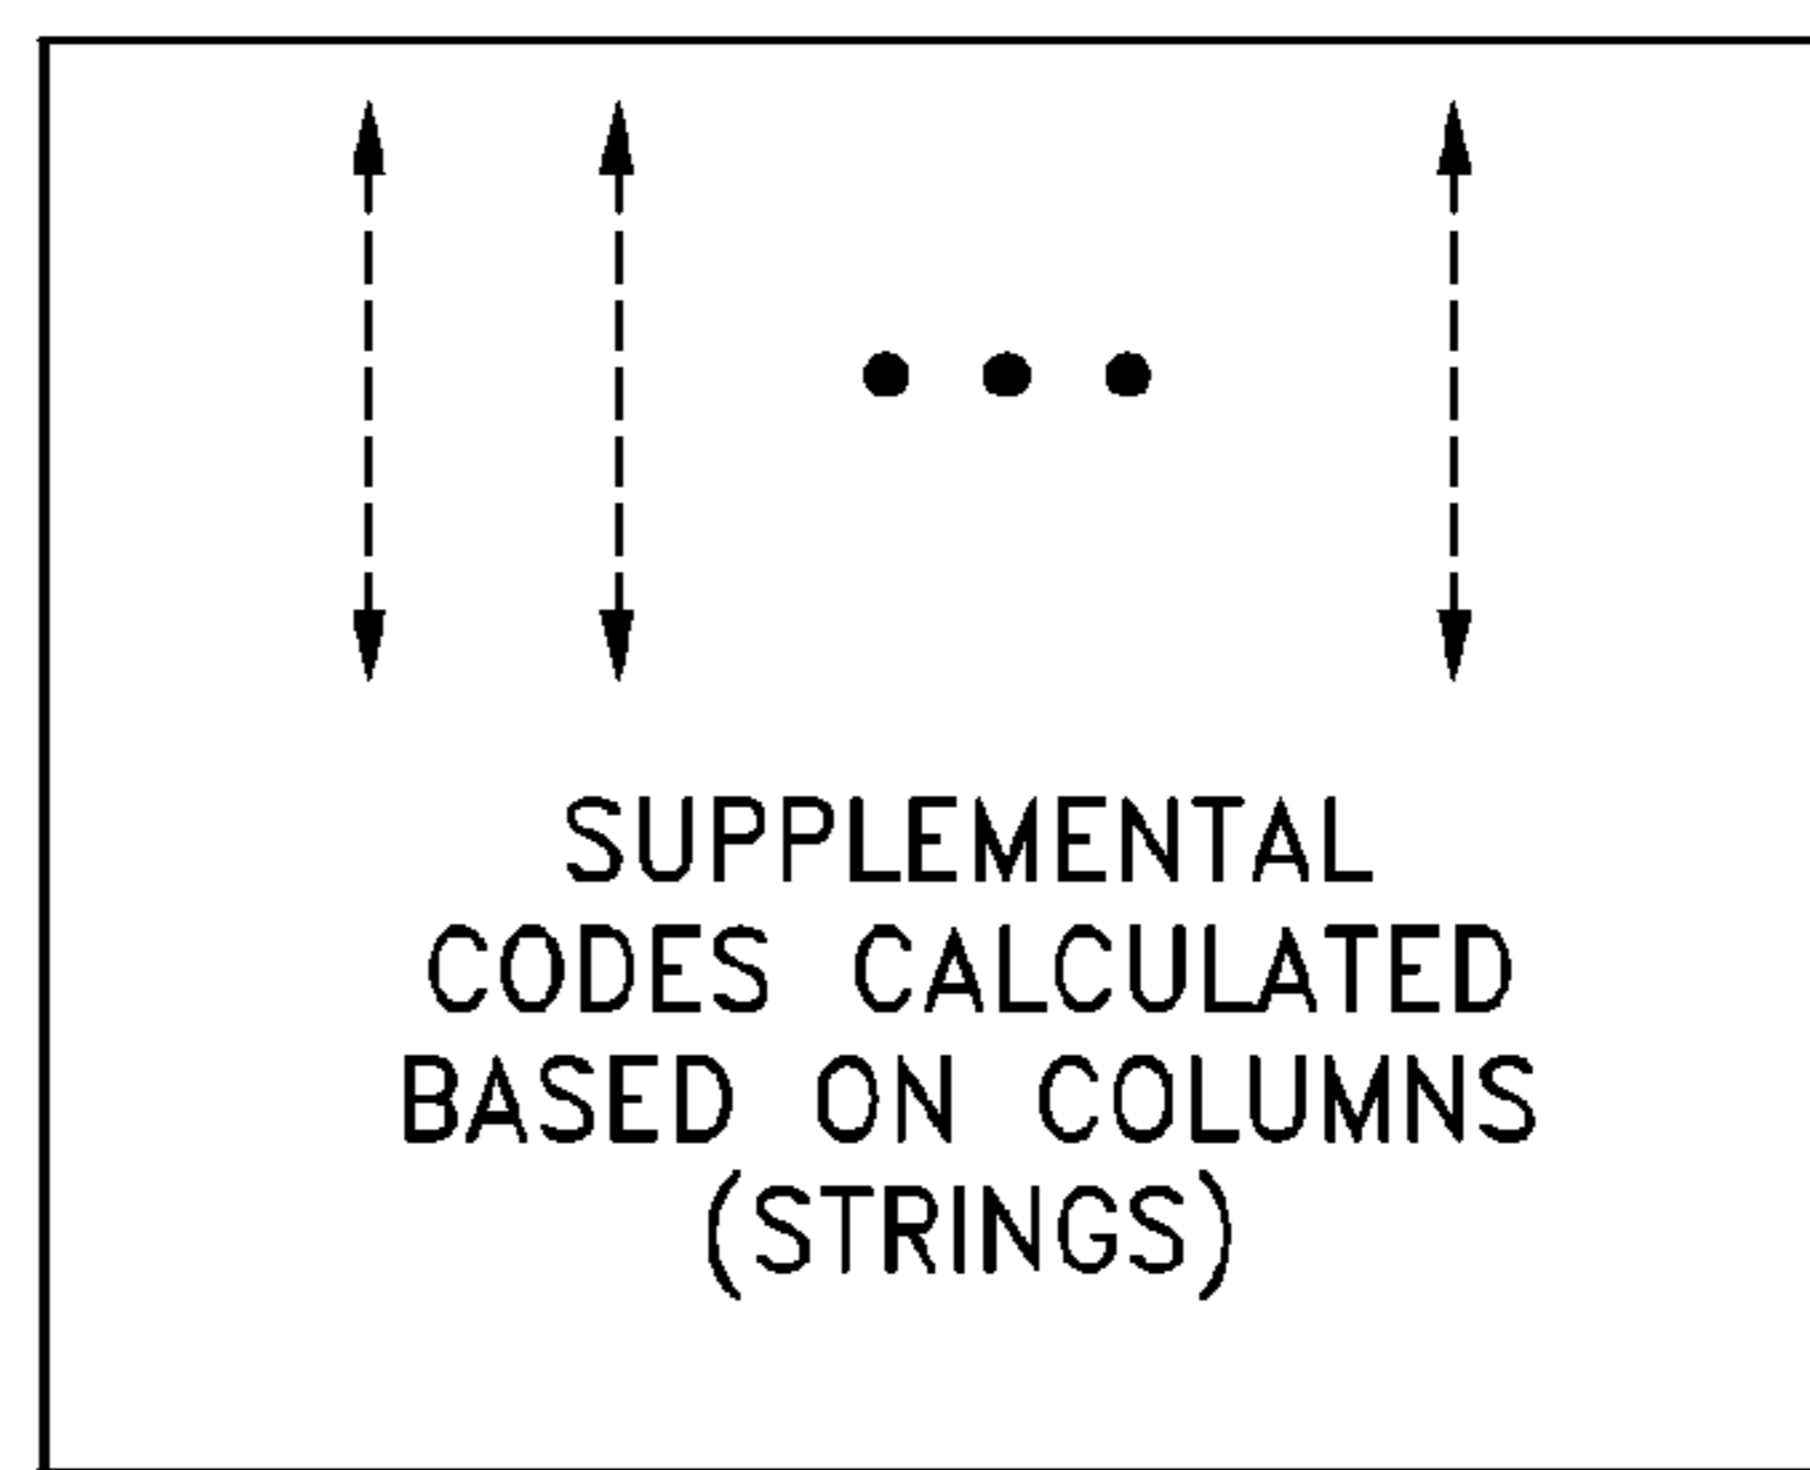 SUPPLEMENTAL
CODES CALCULATED
BASED ON COLUMNS
(STRINGS)